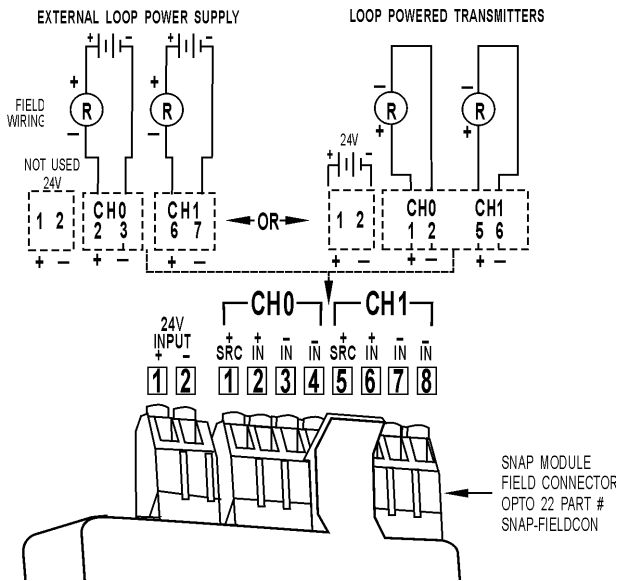 EXTERNAL LOOP POWER SUPPLY
LOOP POWERED TRANSMITTERS
+ − + −
+ R − + R −
− R + − R +
FIELD
WIRING
NOT USED
24V
24V
+ −
1 2
CH0
2 3
CH1
6 7
OR
1 2
CH0
1 2
CH1
5 6
+ − + − + −
+ − + − + −
CH0 CH1
24V
INPUT
+ −
+ + − − + + − −
SRC IN IN IN SRC IN IN IN
1 2 1 2 3 4 5 6 7 8
SNAP MODULE
FIELD CONNECTOR
OPTO 22 PART #
SNAP-FIELDCON